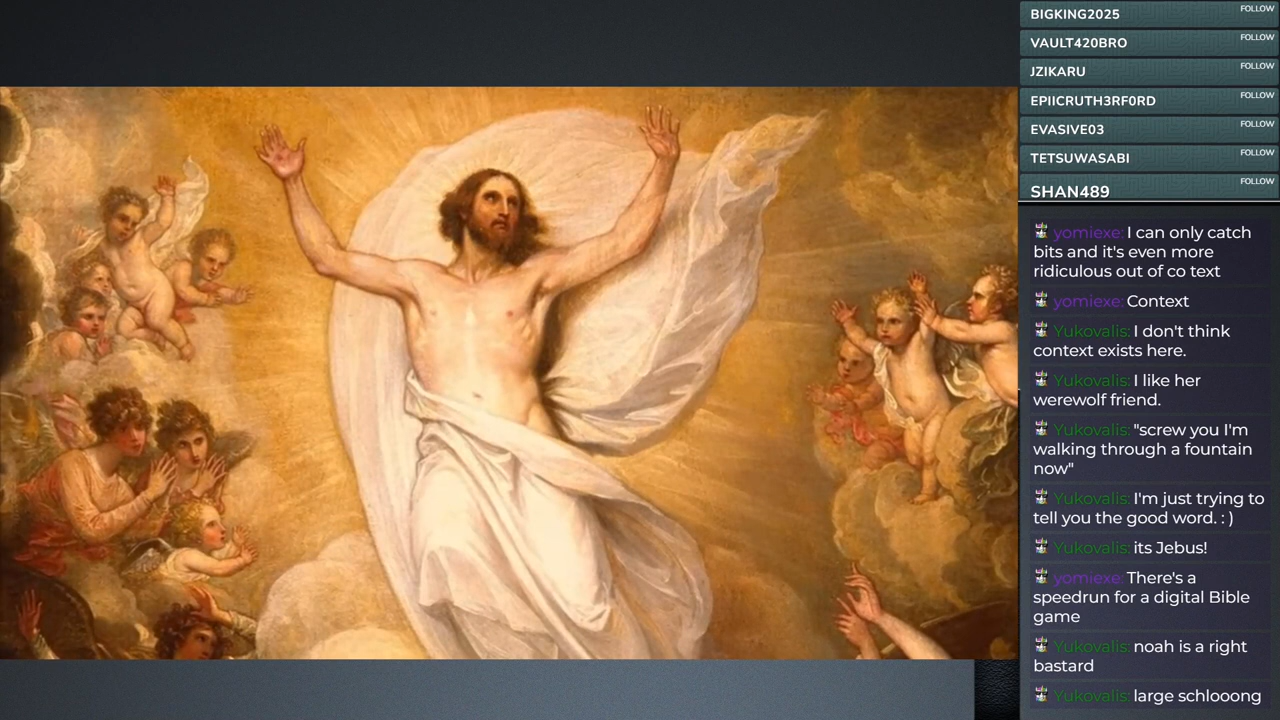 BIGKING2025 FOLLOW
VAULT420BRO FOLLOW
JZIKARU FOLLOW
EPIICRUTH3RF0RD FOLLOW
EVASIVE03 FOLLOW
TETSUWASABI FOLLOW
SHAN489 FOLLOW
yomiexe: I can only catch
bits and it's even more
ridiculous out of co text
yomiexe: Context
Yukovalis: I don't think
context exists here.
Yukovalis: I like her
werewolf friend.
Yukovalis: "screw you I'm
walking through a fountain
now"
Yukovalis: I'm just trying to
tell you the good word. : )
Yukovalis: its Jebus!
yomiexe: There's a
speedrun for a digital Bible
game
Yukovalis: noah is a right
bastard
Yukovalis: large schlooong